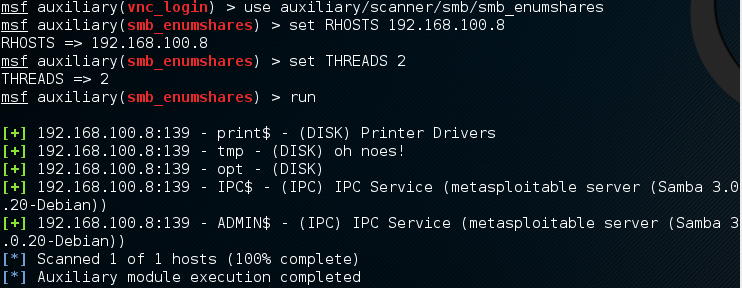 msf auxiliary(vnc_login) > use auxiliary/scanner/smb/smb_enumshares
msf auxiliary(smb_enumshares) > set RHOSTS 192.168.100.8
RHOSTS => 192.168.100.8
msf auxiliary(smb_enumshares) > set THREADS 2
THREADS => 2
msf auxiliary(smb_enumshares) > run
[+] 192.168.100.8:139 - print$ - (DISK) Printer Drivers
[+] 192.168.100.8:139 - tmp - (DISK) oh noes!
[+] 192.168.100.8:139 - opt - (DISK)
[+] 192.168.100.8:139 - IPC$ - (IPC) IPC Service (metasploitable server (Samba 3.0
.20-Debian))
[+] 192.168.100.8:139 - ADMIN$ - (IPC) IPC Service (metasploitable server (Samba 3
.0.20-Debian))
[*] Scanned 1 of 1 hosts (100% complete)
[*] Auxiliary module execution completed